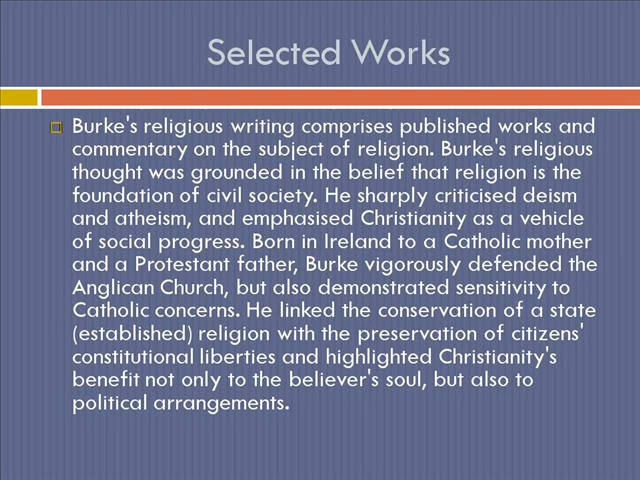 Selected Works
Burke's religious writing comprises published works and
commentary on the subject of religion. Burke's religious
thought was grounded in the belief that religion is the
foundation of civil society. He sharply criticised deism
and atheism, and emphasised Christianity as a vehicle
of social progress. Born in Ireland to a Catholic mother
and a Protestant father, Burke vigorously defended the
Anglican Church, but also demonstrated sensitivity to
Catholic concerns. He linked the conservation of a state
(established) religion with the preservation of citizens'
constitutional liberties and highlighted Christianity's
benefit not only to the believer's soul, but also to
political arrangements.